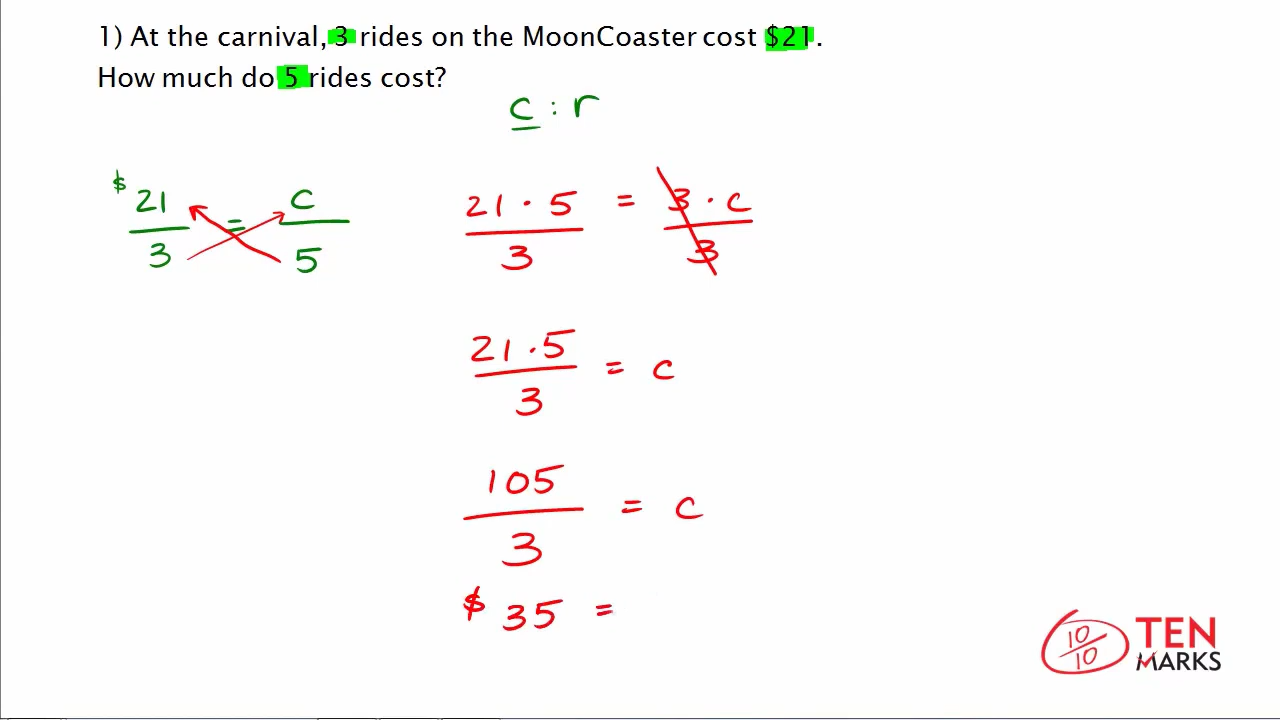 1) At the carnival, 3 rides on the MoonCoaster cost $21.
How much do 5 rides cost?
c : r
$21/3 = c/5
21 · 5/3 = 3 · c/3
21 · 5/3 = c
105/3 = c
$ 35 =
10/10 TEN
MARKS